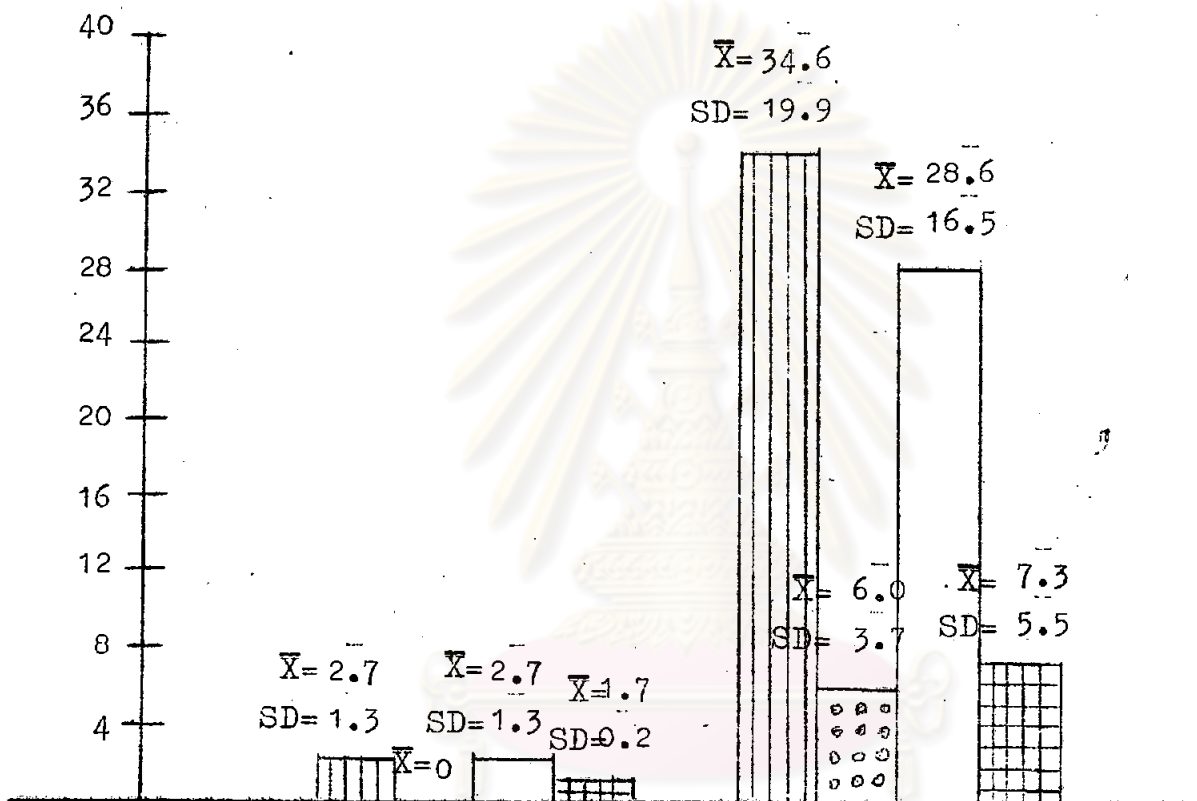 40
36
32
28
24
20
16
12
8
4
X̅= 2.7
SD= 1.3
X̅=0
X̅= 2.7
SD= 1.3
X̅=1.7
SD=0.2
X̅= 34.6
SD= 19.9
X̅= 6.0
SD= 3.7
X̅= 28.6
SD= 16.5
X̅= 7.3
SD= 5.5